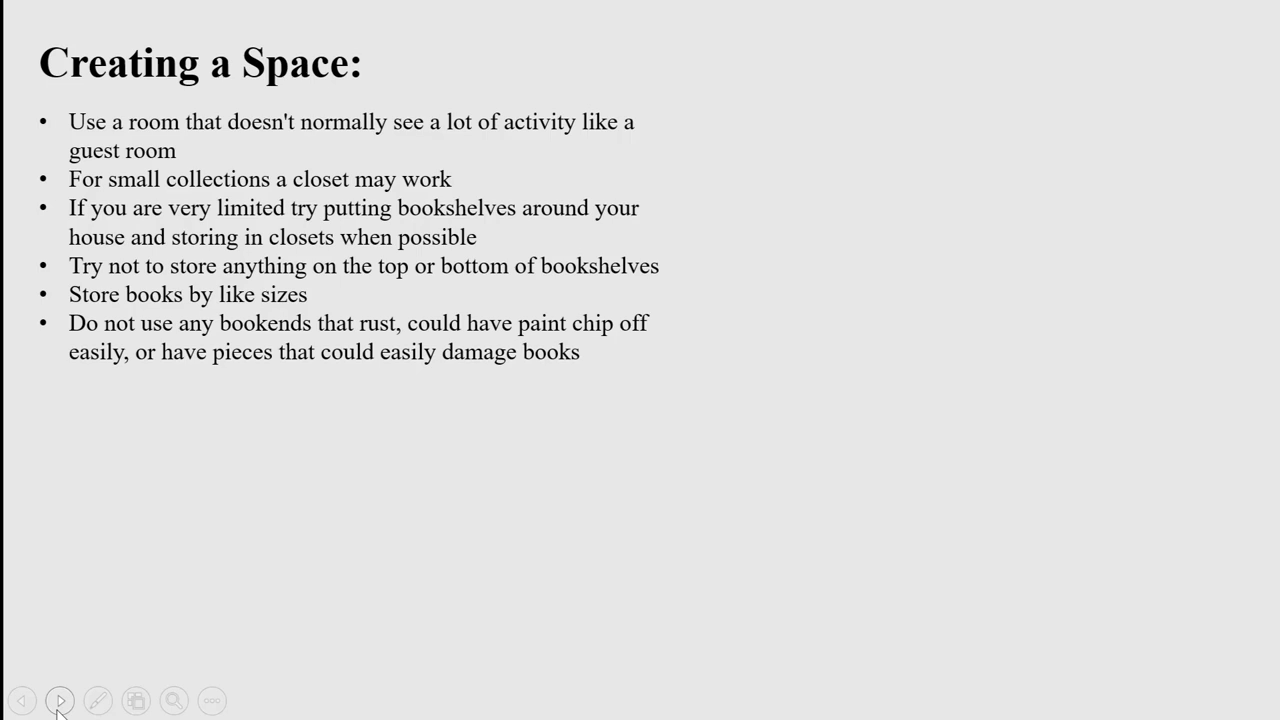 Creating a Space:
• Use a room that doesn't normally see a lot of activity like a
guest room
• For small collections a closet may work
• If you are very limited try putting bookshelves around your
house and storing in closets when possible
• Try not to store anything on the top or bottom of bookshelves
• Store books by like sizes
• Do not use any bookends that rust, could have paint chip off
easily, or have pieces that could easily damage books